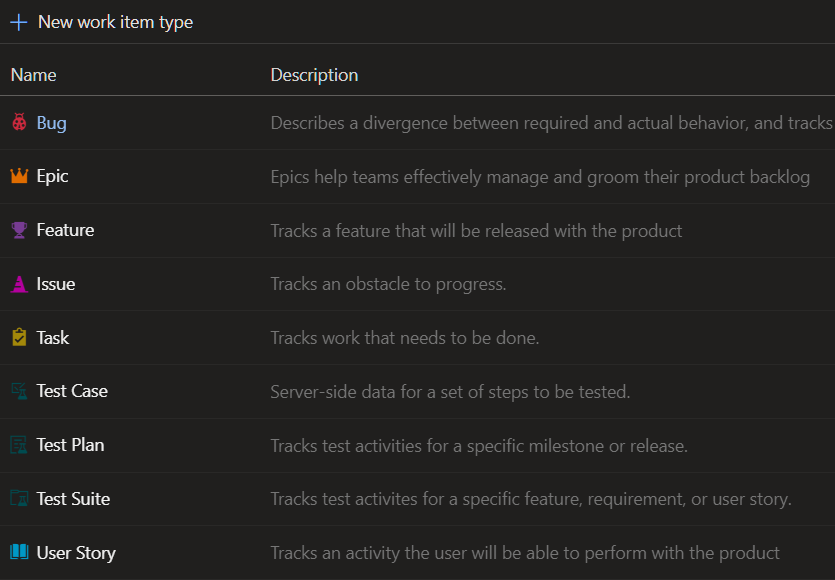 New work item type
Name Description
Bug Describes a divergence between required and actual behavior, and tracks
Epic Epics help teams effectively manage and groom their product backlog
Feature Tracks a feature that will be released with the product
Issue Tracks an obstacle to progress.
Task Tracks work that needs to be done.
Test Case Server-side data for a set of steps to be tested.
Test Plan Tracks test activities for a specific milestone or release.
Test Suite Tracks test activites for a specific feature, requirement, or user story.
User Story Tracks an activity the user will be able to perform with the product